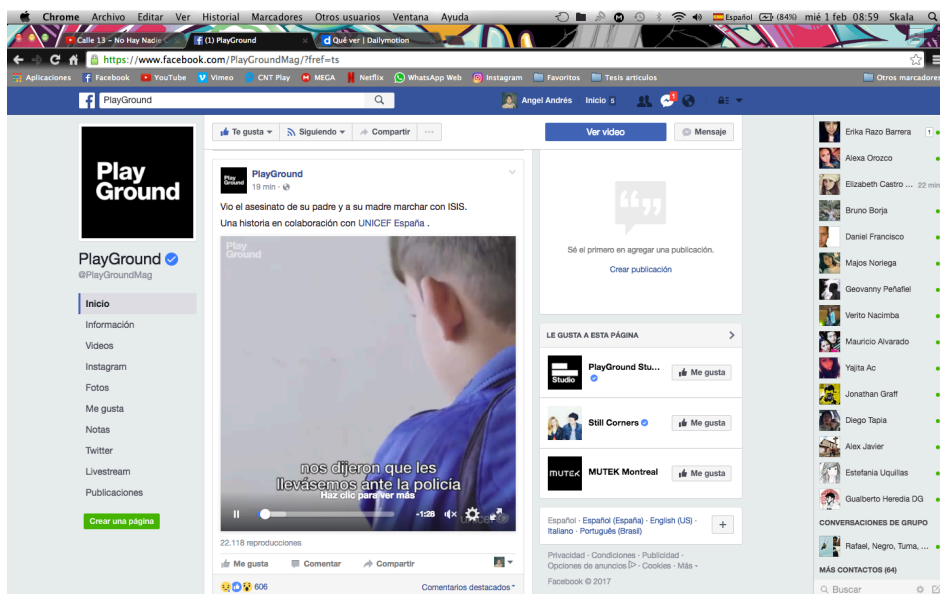 Chrome Archivo Editar Ver Historial Marcadores Otros usuarios Ventana Ayuda Español (84%) mié 1 feb 08:59 Skala
Calle 13 - No Hay Nadie
(1) PlayGround
Qué ver | Dailymotion
https://www.facebook.com/PlayGroundMag/?fref=ts
Aplicaciones Facebook YouTube Vimeo CNT Play MEGA Netflix WhatsApp Web Instagram Favoritos Tesis artículos Otros marcadores
PlayGround
Angel Andrés Inicio 5
1
Play
Ground
PlayGround
@PlayGroundMag
Inicio
Información
Videos
Instagram
Fotos
Me gusta
Notas
Twitter
Livestream
Publicaciones
Crear una página
Te gusta Siguiendo Compartir ...
Play
Ground
PlayGround
19 min ·
Vio el asesinato de su padre y a su madre marchar con ISIS.
Una historia en colaboración con UNICEF España .
Play
Ground
nos dijeron que les
llevásemos ante la policía
Haz clic para ver más
-1:26
unicef
22.118 reproducciones
Me gusta Comentar Compartir
606 Comentarios destacados
Ver video Mensaje
Sé el primero en agregar una publicación.
Crear publicación
LE GUSTA A ESTA PÁGINA
Studio
PlayGround Stu...
Me gusta
Still Corners
Me gusta
MUTEK
MUTEK Montreal
Me gusta
Español · Español (España) · English (US) ·
Italiano · Português (Brasil)
+
Privacidad · Condiciones · Publicidad ·
Opciones de anuncios · Cookies · Más
Facebook © 2017
Erika Razo Barrera 1
Alexa Orozco
Elizabeth Castro ... 22 min
Bruno Borja
Daniel Francisco
Majos Noriega
Geovanny Peñafiel
Verito Nacimba
Mauricio Alvarado
Yajita Ac
Jonathan Graff
Diego Tapia
Alex Javier
Estefania Uquillas
Gualberto Heredia DG
CONVERSACIONES DE GRUPO
Rafael, Negro, Tuma, ...
MÁS CONTACTOS (64)
Buscar